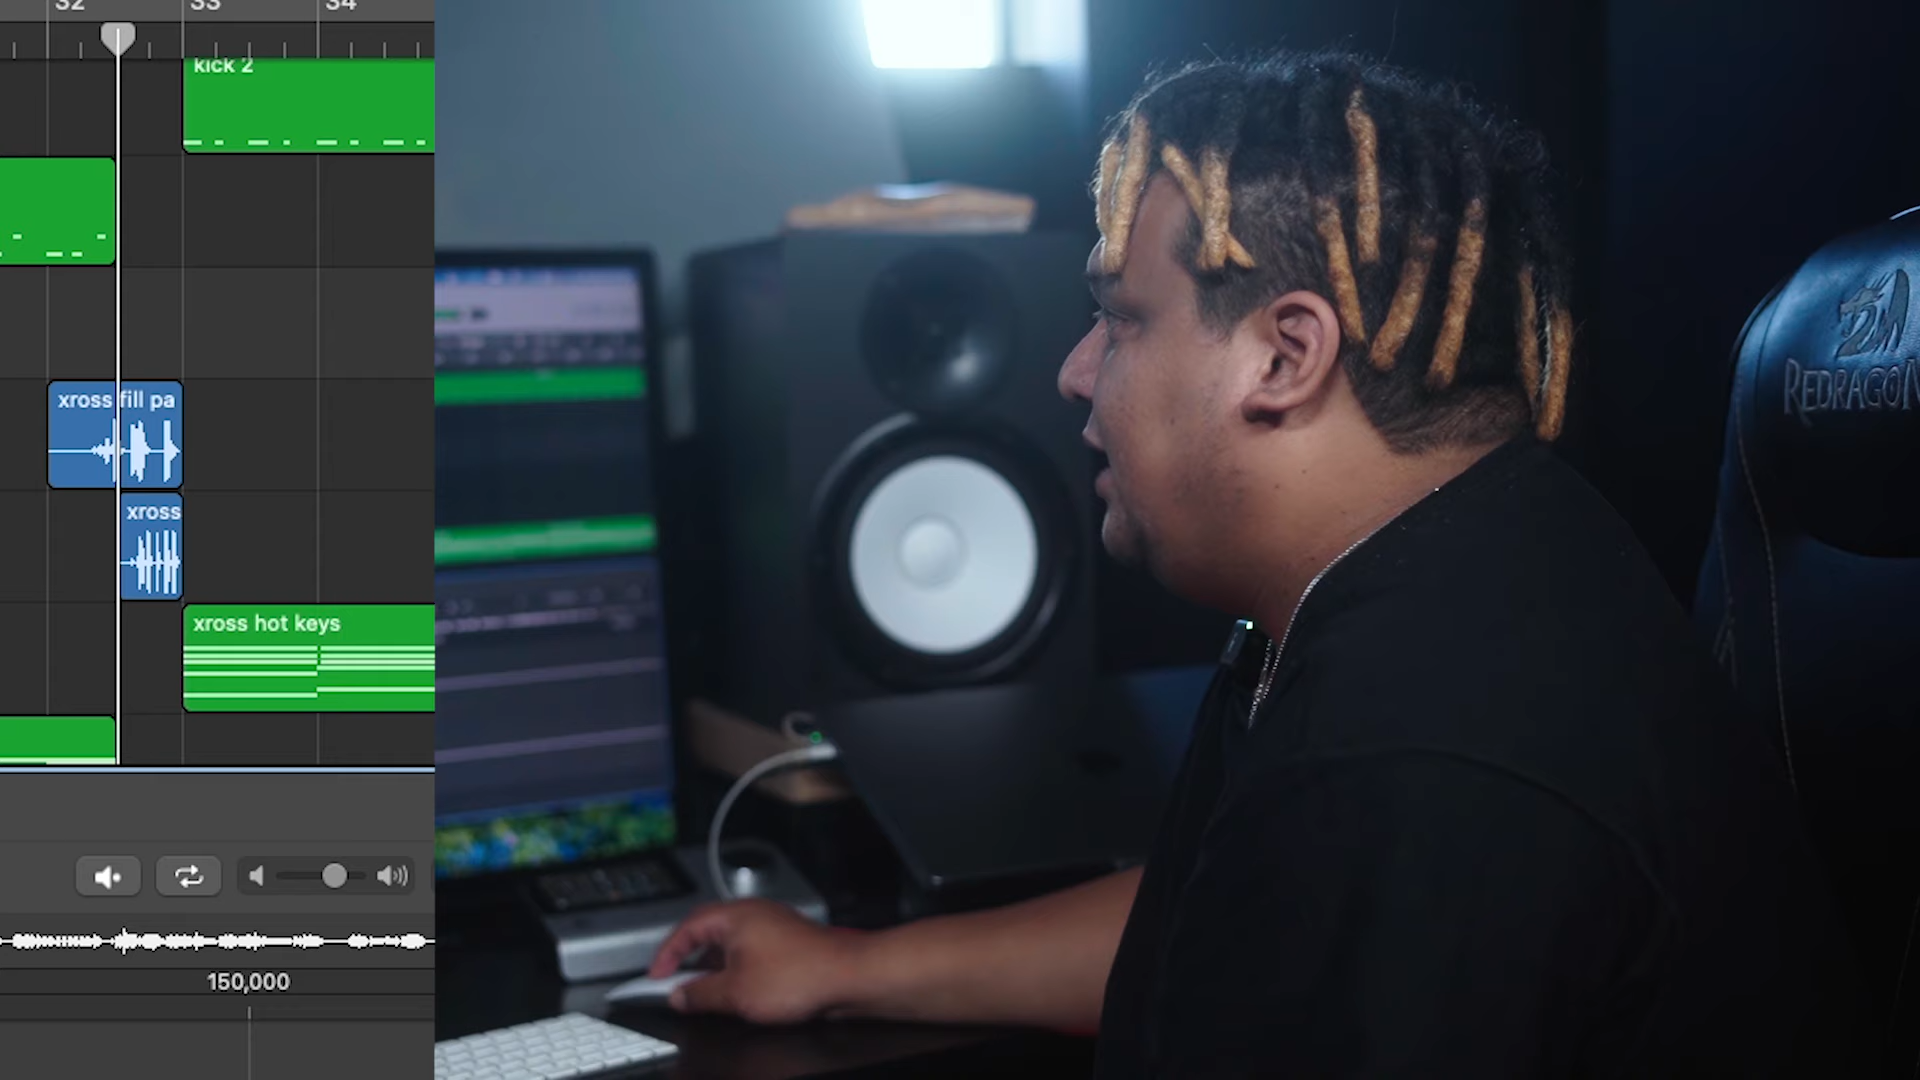 32 33 34
kick 2
xross fill pa
xross
xross hot keys
150,000
REDRAGON